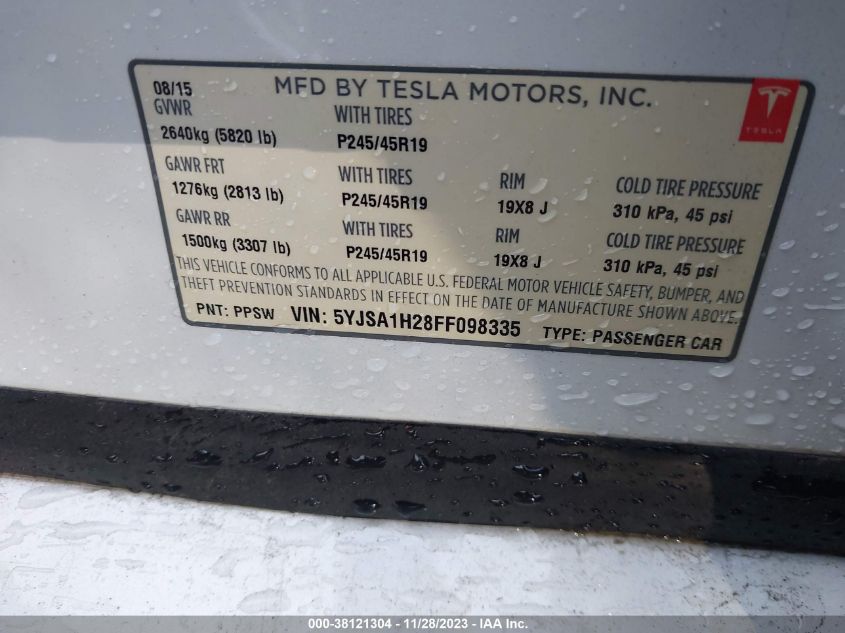 08/15 MFD BY TESLA MOTORS, INC.
TESLA
GVWR WITH TIRES
2640kg (5820 lb) P245/45R19
GAWR FRT WITH TIRES RIM COLD TIRE PRESSURE
1276kg (2813 lb) P245/45R19 19X8 J 310 kPa, 45 psi
GAWR RR WITH TIRES RIM COLD TIRE PRESSURE
1500kg (3307 lb) P245/45R19 19X8 J 310 kPa, 45 psi
THIS VEHICLE CONFORMS TO ALL APPLICABLE U.S. FEDERAL MOTOR VEHICLE SAFETY, BUMPER, AND
THEFT PREVENTION STANDARDS IN EFFECT ON THE DATE OF MANUFACTURE SHOWN ABOVE.
PNT: PPSW VIN: 5YJSA1H28FF098335 TYPE: PASSENGER CAR
000-38121304 - 11/28/2023 - IAA Inc.